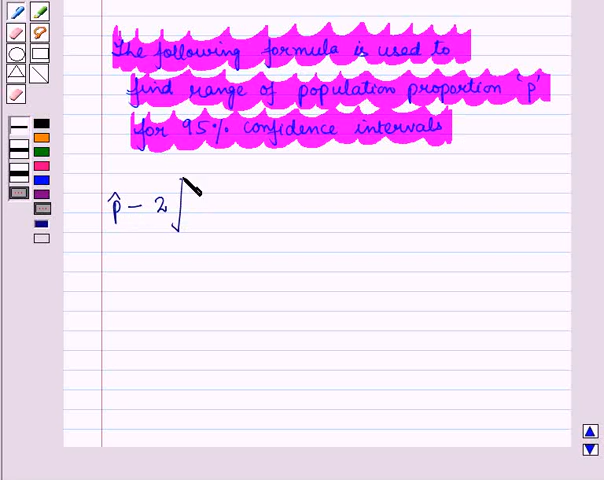 The following formula is used to
find range of population proportion 'p'
for 95% confidence intervals
p̂ - 2√